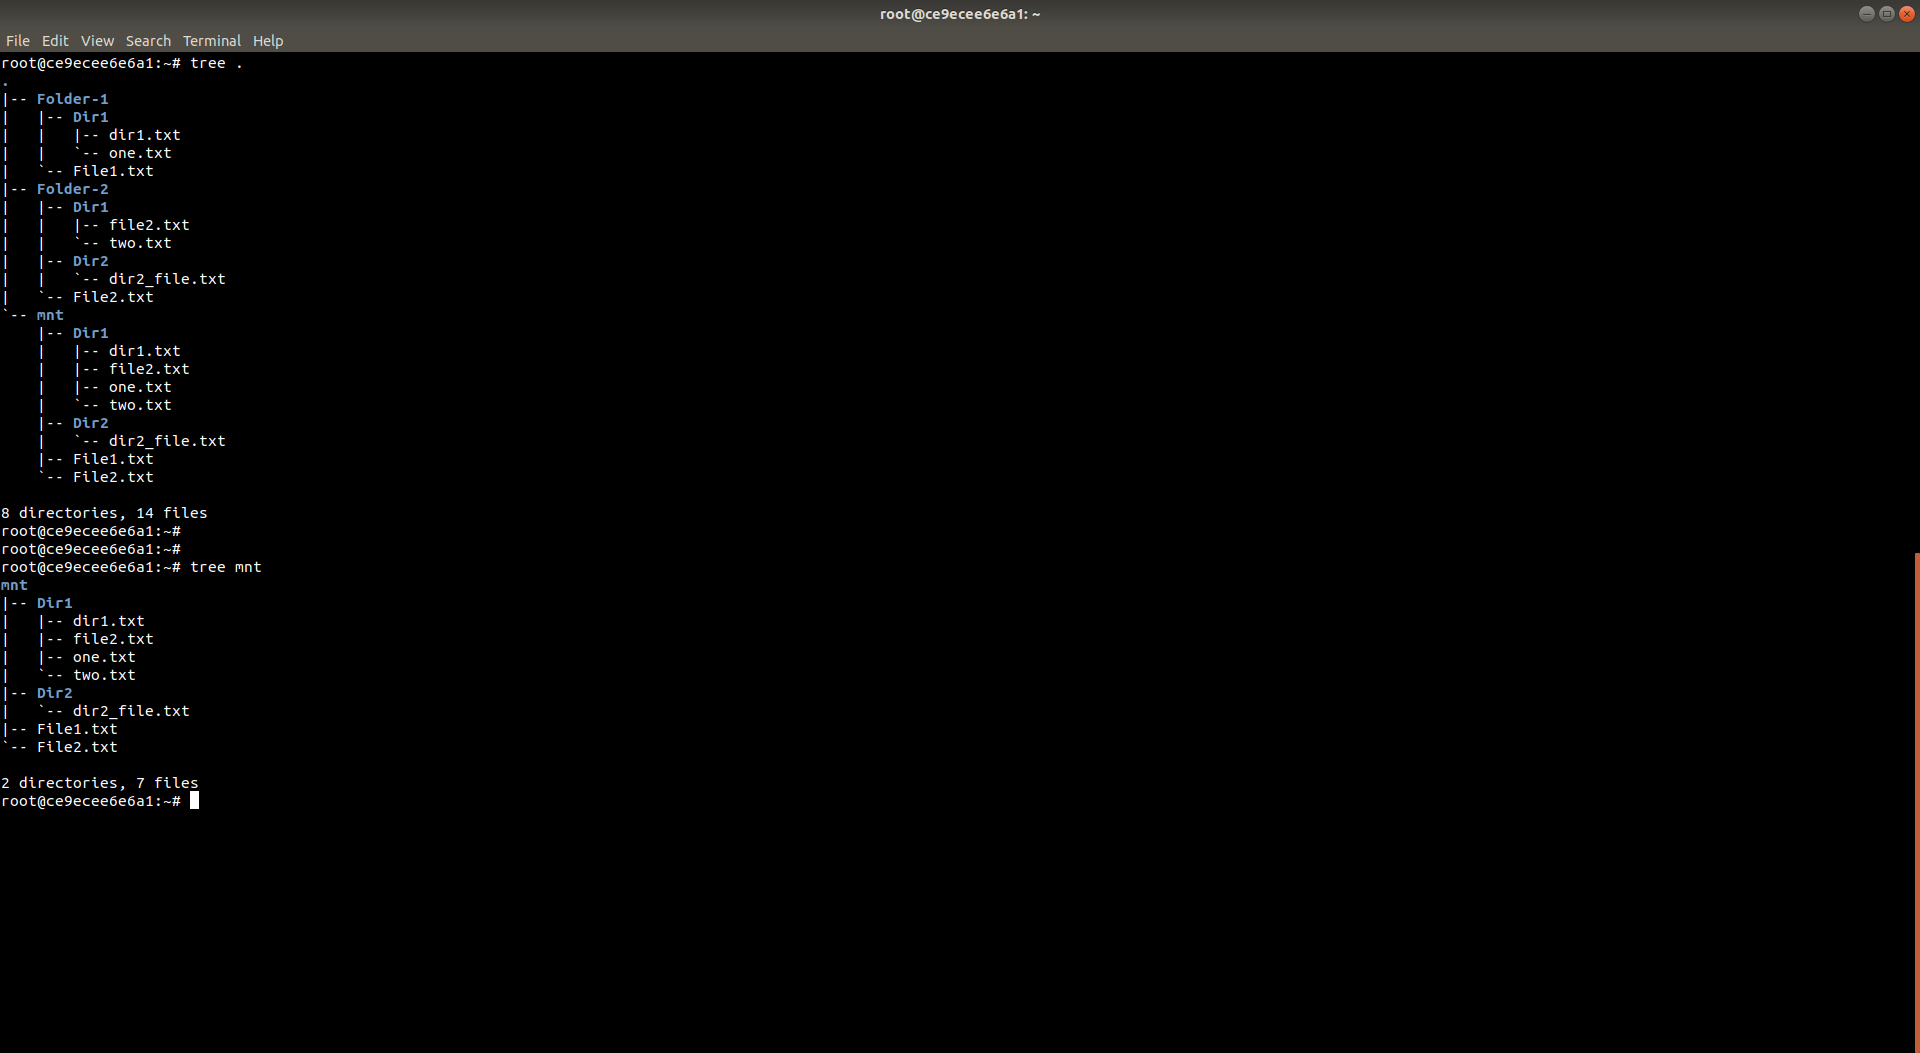 root@ce9ecee6e6a1: ~
File Edit View Search Terminal Help
root@ce9ecee6e6a1:~# tree .
.
|-- Folder-1
|   |-- Dir1
|   |   |-- dir1.txt
|   |   `-- one.txt
|   `-- File1.txt
|-- Folder-2
|   |-- Dir1
|   |   |-- file2.txt
|   |   `-- two.txt
|   |-- Dir2
|   |   `-- dir2_file.txt
|   `-- File2.txt
`-- mnt
    |-- Dir1
    |   |-- dir1.txt
    |   |-- file2.txt
    |   |-- one.txt
    |   `-- two.txt
    |-- Dir2
    |   `-- dir2_file.txt
    |-- File1.txt
    `-- File2.txt

8 directories, 14 files
root@ce9ecee6e6a1:~#
root@ce9ecee6e6a1:~#
root@ce9ecee6e6a1:~# tree mnt
mnt
|-- Dir1
|   |-- dir1.txt
|   |-- file2.txt
|   |-- one.txt
|   `-- two.txt
|-- Dir2
|   `-- dir2_file.txt
|-- File1.txt
`-- File2.txt

2 directories, 7 files
root@ce9ecee6e6a1:~#